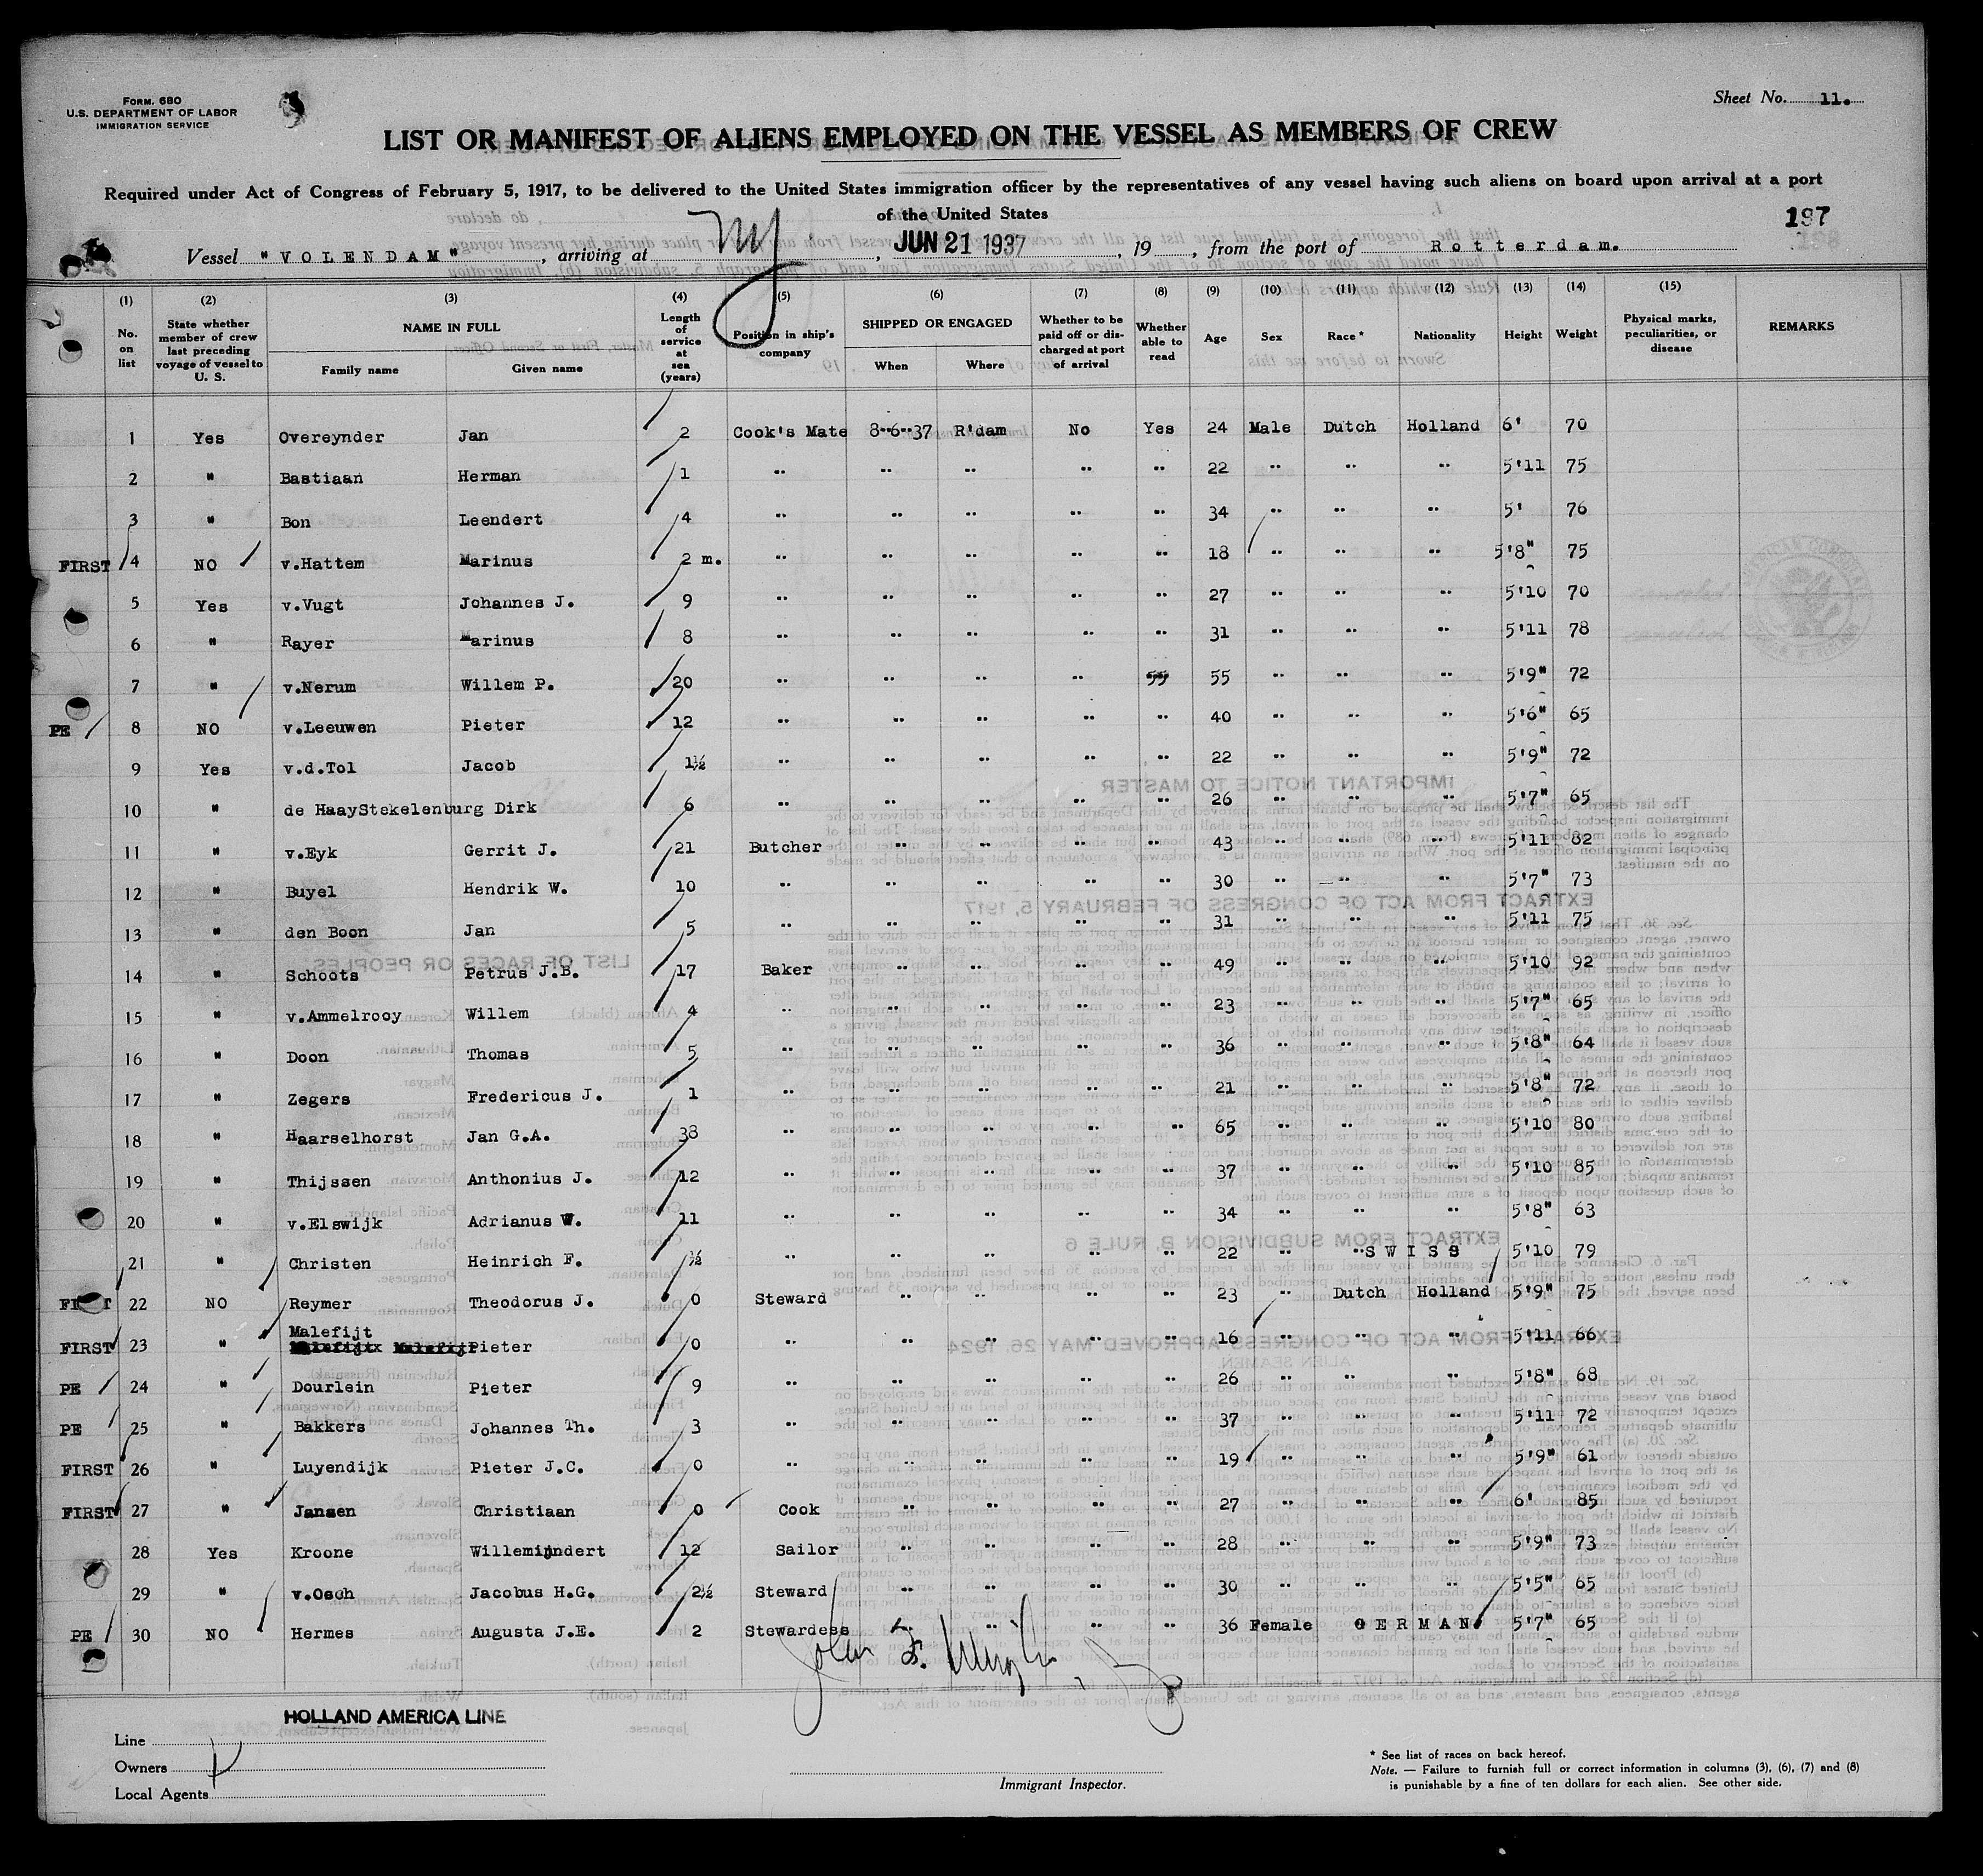 FORM. 680
U.S. DEPARTMENT OF LABOR
IMMIGRATION SERVICE
Sheet No. 11.
LIST OR MANIFEST OF ALIENS EMPLOYED ON THE VESSEL AS MEMBERS OF CREW
Required under Act of Congress of February 5, 1917, to be delivered to the United States immigration officer by the representatives of any vessel having such aliens on board upon arrival at a port
of the United States
197
Vessel "VOLENDAM", arriving at NY, JUN 21 1937, 19, from the port of Rotterdam.
(1) (2) (3) (4) (5) (6) (7) (8) (9) (10) (11) (12) (13) (14) (15)
No. on list State whether member of crew last preceding voyage of vessel to U. S. NAME IN FULL Family name Given name Length of service at sea (years) Position in ship's company SHIPPED OR ENGAGED When Where Whether to be paid off or discharged at port of arrival Whether able to read Age Sex Race* Nationality Height Weight Physical marks, peculiarities, or disease REMARKS
1 Yes Overeynder Jan 2 Cook's Mate 8-6-37 R'dam No Yes 24 Male Dutch Holland 6' 70
2 " Bastiaan Herman 1 " " " " " 22 " " " 5'11 75
3 " Bon Leendert 4 " " " " " 34 " " " 5' 76
FIRST 4 NO v.Hattem Marinus 2 m. " " " " " 18 " " " 5'8" 75
5 Yes v.Vugt Johannes J. 9 " " " " " 27 " " " 5'10 70
6 " Rayer Marinus 8 " " " " " 31 " " " 5'11 78
7 " v.Nerum Willem P. 20 " " " " 55 55 " " " 5'9" 72
PE 8 NO v.Leeuwen Pieter 12 " " " " " 40 " " " 5'6" 65
9 Yes v.d.Tol Jacob 1½ " " " " " 22 " " " 5'9" 72
10 " de HaayStekelenburg Dirk 6 " " " " " 26 " " " 5'7" 65
11 " v.Eyk Gerrit J. 21 Butcher " " " " 43 " " " 5'11 82
12 " Buyel Hendrik W. 10 " " " " " 30 " " " 5'7" 73
13 " den Boon Jan 5 " " " " " 31 " " " 5'11 75
14 " Schoots Petrus J.B. 17 Baker " " " " 49 " " " 5'10 92
15 " v.Ammelrooy Willem 4 " " " " " 23 " " " 5'7" 65
16 " Doon Thomas 5 " " " " " 36 " " " 5'8" 64
17 " Zegers Fredericus J. 1 " " " " " 21 " " " 5'8" 72
18 " Haarselhorst Jan G.A. 38 " " " " " 65 " " " 5'10 80
19 " Thijssen Anthonius J. 12 " " " " " 37 " " " 5'10 85
20 " v.Elswijk Adrianus W. 11 " " " " " 34 " " " 5'8" 63
21 " Christen Heinrich F. ½ " " " " " 22 " " SWISS 5'10 79
FIRST 22 NO Reymer Theodorus J. 0 Steward " " " " 23 " Dutch Holland 5'9" 75
FIRST 23 " Malefijt Pieter 0 " " " " " 16 " " " 5'11 66
PE 24 " Dourlein Pieter 9 " " " " " 26 " " " 5'8" 68
PE 25 " Bakkers Johannes Th. 3 " " " " " 37 " " " 5'11 72
FIRST 26 " Luyendijk Pieter J.C. 0 " " " " " 19 " " " 5'9" 61
FIRST 27 " Jansen Christiaan 0 Cook " " " " 27 " " " 6' 85
28 Yes Kroone Willemijndert 12 Sailor " " " " 28 " " " 5'9" 73
29 " v.Osch Jacobus H.G. 2½ Steward " " " " 30 " " " 5'5" 65
PE 30 NO Hermes Augusta J.E. 2 Stewardess " " " " 36 Female GERMAN 5'7" 65
HOLLAND AMERICA LINE
Line
Owners
Local Agents
Immigrant Inspector.
* See list of races on back hereof.
Note. — Failure to furnish full or correct information in columns (3), (6), (7) and (8)
is punishable by a fine of ten dollars for each alien. See other side.